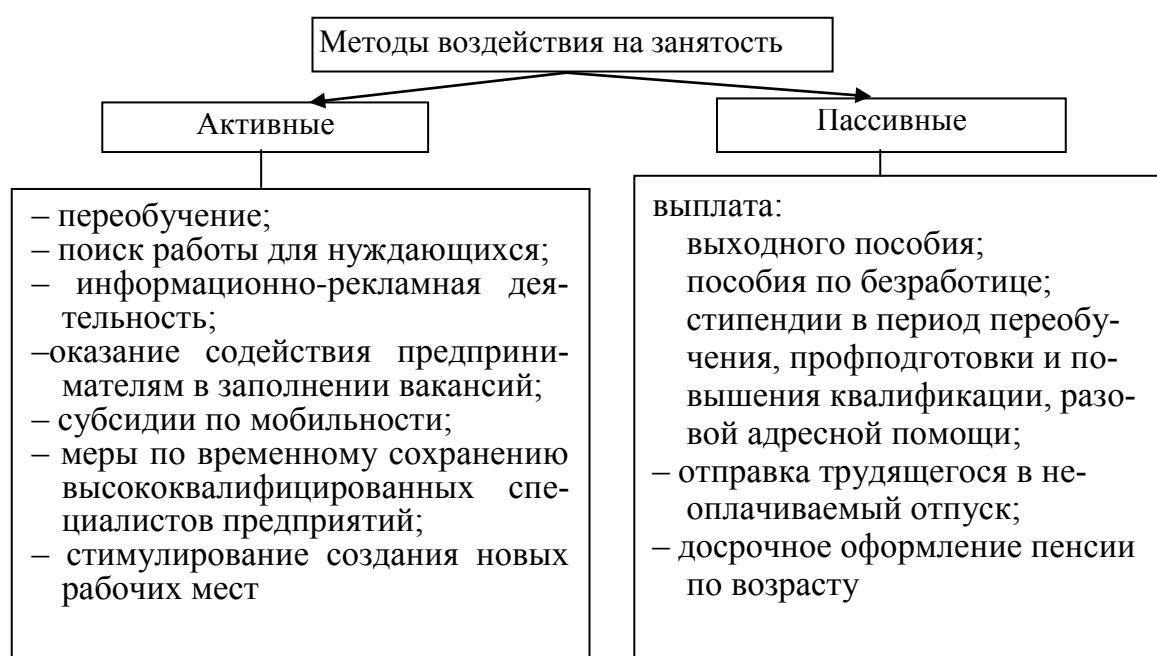 Методы воздействия на занятость
Активные
Пассивные
– переобучение;
– поиск работы для нуждающихся;
– информационно-рекламная дея-
тельность;
–оказание содействия предприни-
мателям в заполнении вакансий;
– субсидии по мобильности;
– меры по временному сохранению
высококвалифицированных спе-
циалистов предприятий;
– стимулирование создания новых
рабочих мест
выплата:
выходного пособия;
пособия по безработице;
стипендии в период переобу-
чения, профподготовки и по-
вышения квалификации, разо-
вой адресной помощи;
– отправка трудящегося в не-
оплачиваемый отпуск;
– досрочное оформление пенсии
по возрасту